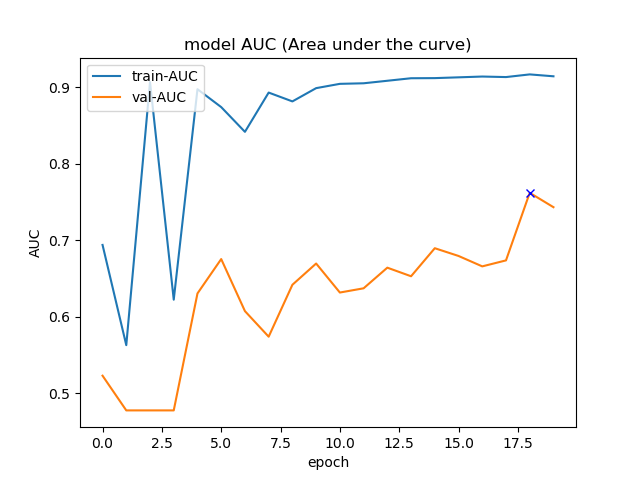 model AUC (Area under the curve)
train-AUC
val-AUC
0.9
0.8
0.7
0.6
0.5
AUC
0.0 2.5 5.0 7.5 10.0 12.5 15.0 17.5
epoch